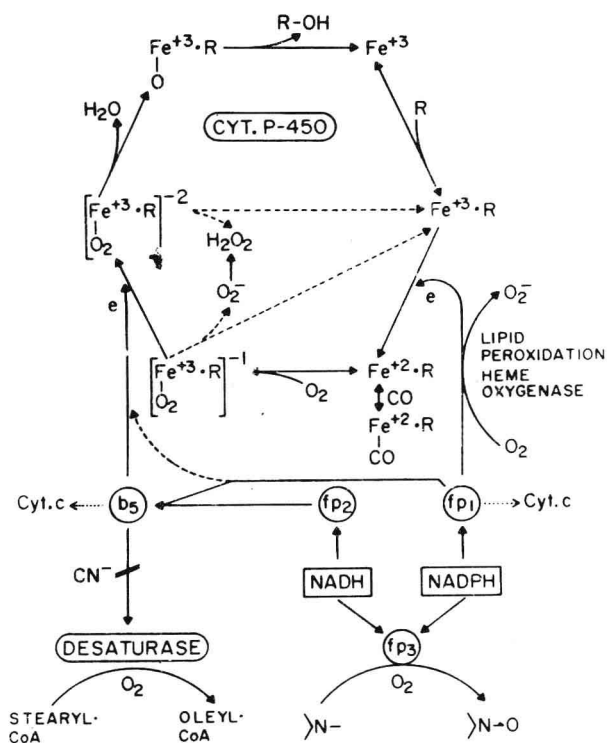 R-OH
Fe+3·R
Fe+3
O
H2O
CYT. P-450
R
[Fe+3·R]-2
O2
Fe+3·R
H2O2
e
O2-
e
O2-
LIPID
PEROXIDATION
HEME
OXYGENASE
[Fe+3·R]-1
O2
O2
Fe+2·R
CO
Fe+2·R
CO
O2
Cyt.c
b5
fp2
fp1
Cyt.c
CN-
NADH
NADPH
DESATURASE
fp3
O2
O2
STEARYL-
CoA
OLEYL-
CoA
>N-
>N→O